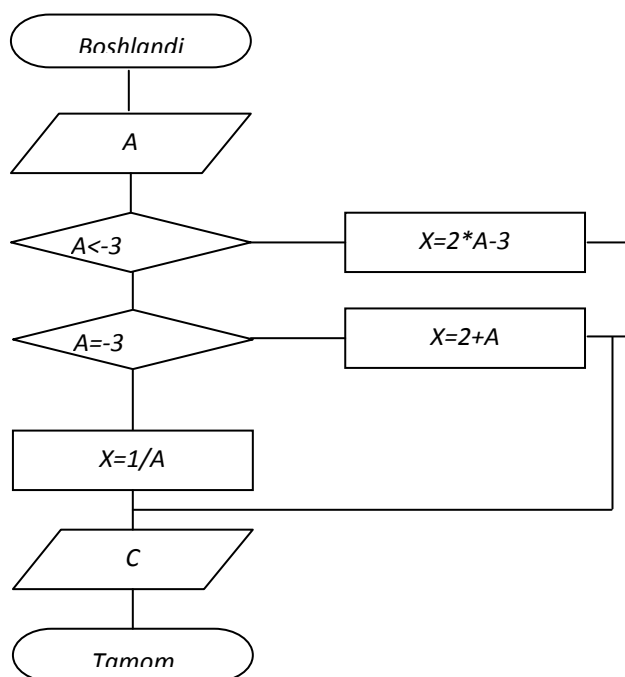 Boshlandi
A
A<-3
X=2*A-3
A=-3
X=2+A
X=1/A
C
Tamom